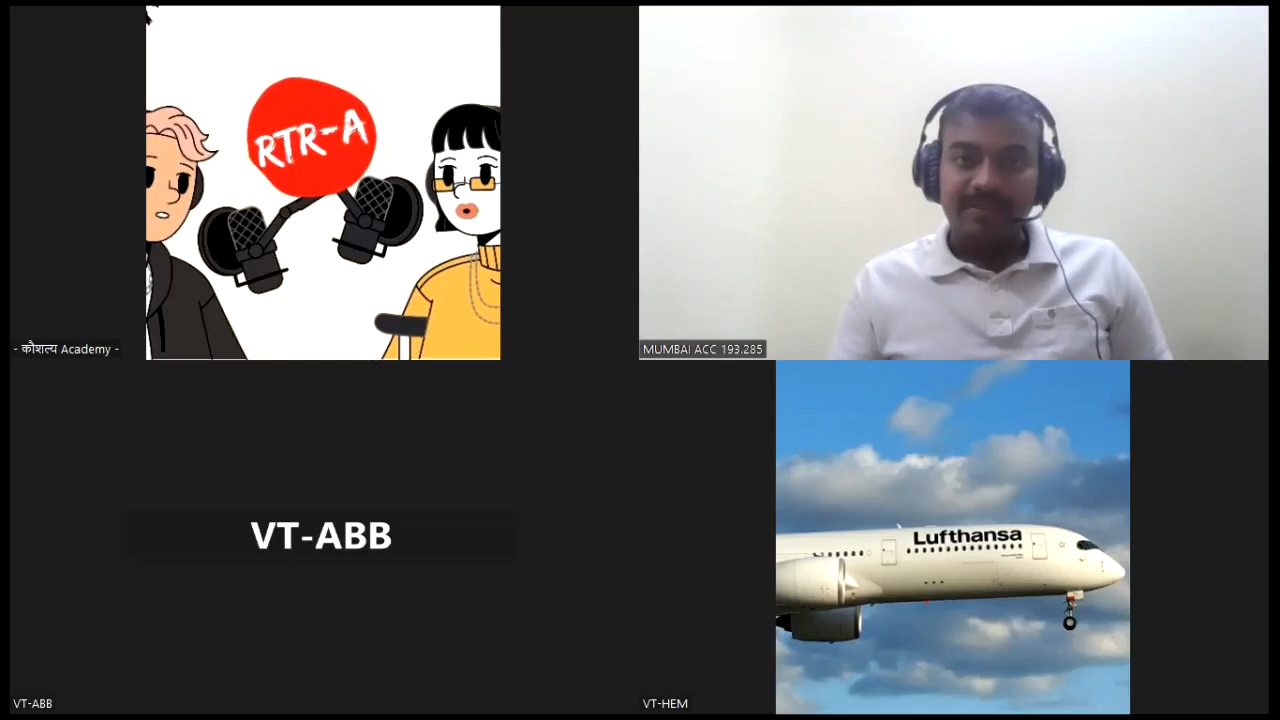 RTR-A
- कौशल्य Academy -
MUMBAI ACC 193.285
VT-ABB
Lufthansa
VT-ABB
VT-HEM